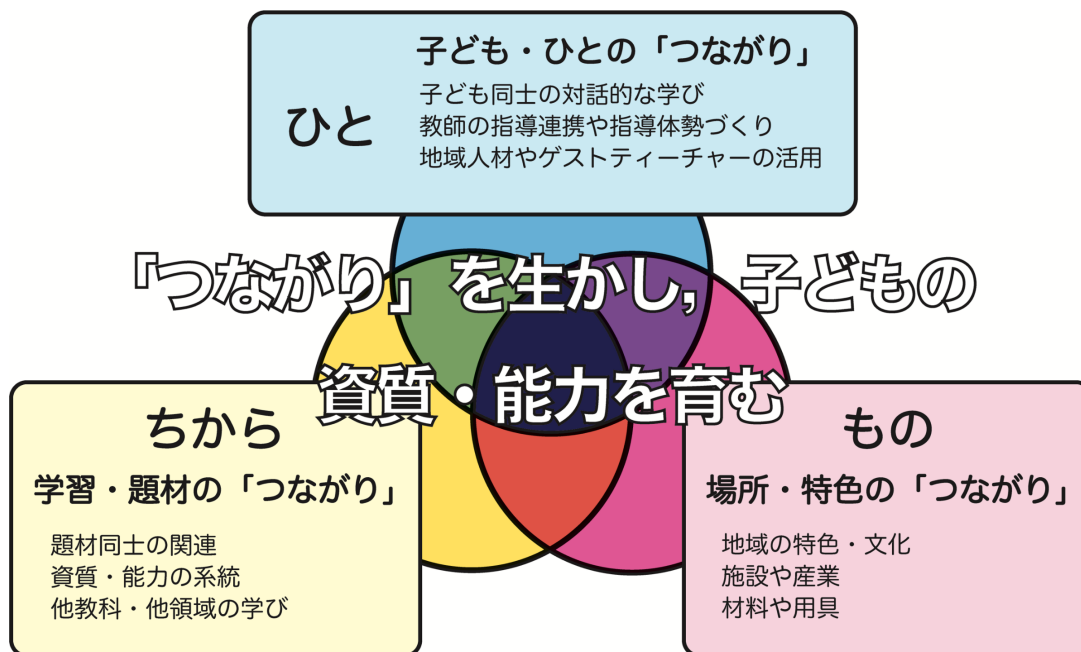 ひと
子ども・ひとの「つながり」
子ども同士の対話的な学び
教師の指導連携や指導体勢づくり
地域人材やゲストティーチャーの活用
「つながり」を生かし，子どもの
資質・能力を育む
ちから
学習・題材の「つながり」
題材同士の関連
資質・能力の系統
他教科・他領域の学び
もの
場所・特色の「つながり」
地域の特色・文化
施設や産業
材料や用具